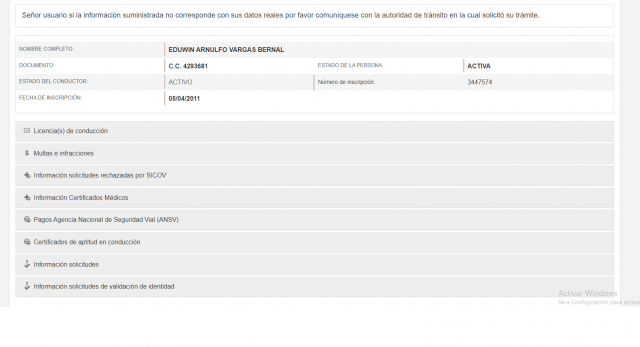 Señor usuario si la información suministrada no corresponde con sus datos reales por favor comuníquese con la autoridad de tránsito en la cual solicitó su trámite.
NOMBRE COMPLETO: EDUWIN ARNULFO VARGAS BERNAL
DOCUMENTO: C.C. 4293681 ESTADO DE LA PERSONA: ACTIVA
ESTADO DEL CONDUCTOR: ACTIVO Número de inscripción: 3447574
FECHA DE INSCRIPCIÓN: 05/04/2011
Licencia(s) de conducción
Multas e infracciones
Información solicitudes rechazadas por SICOV
Información Certificados Médicos
Pagos Agencia Nacional de Seguridad Vial (ANSV)
Certificados de aptitud en conducción
Información solicitudes
Información solicitudes de validación de identidad
Activar Windows
Ve a Configuración para activar